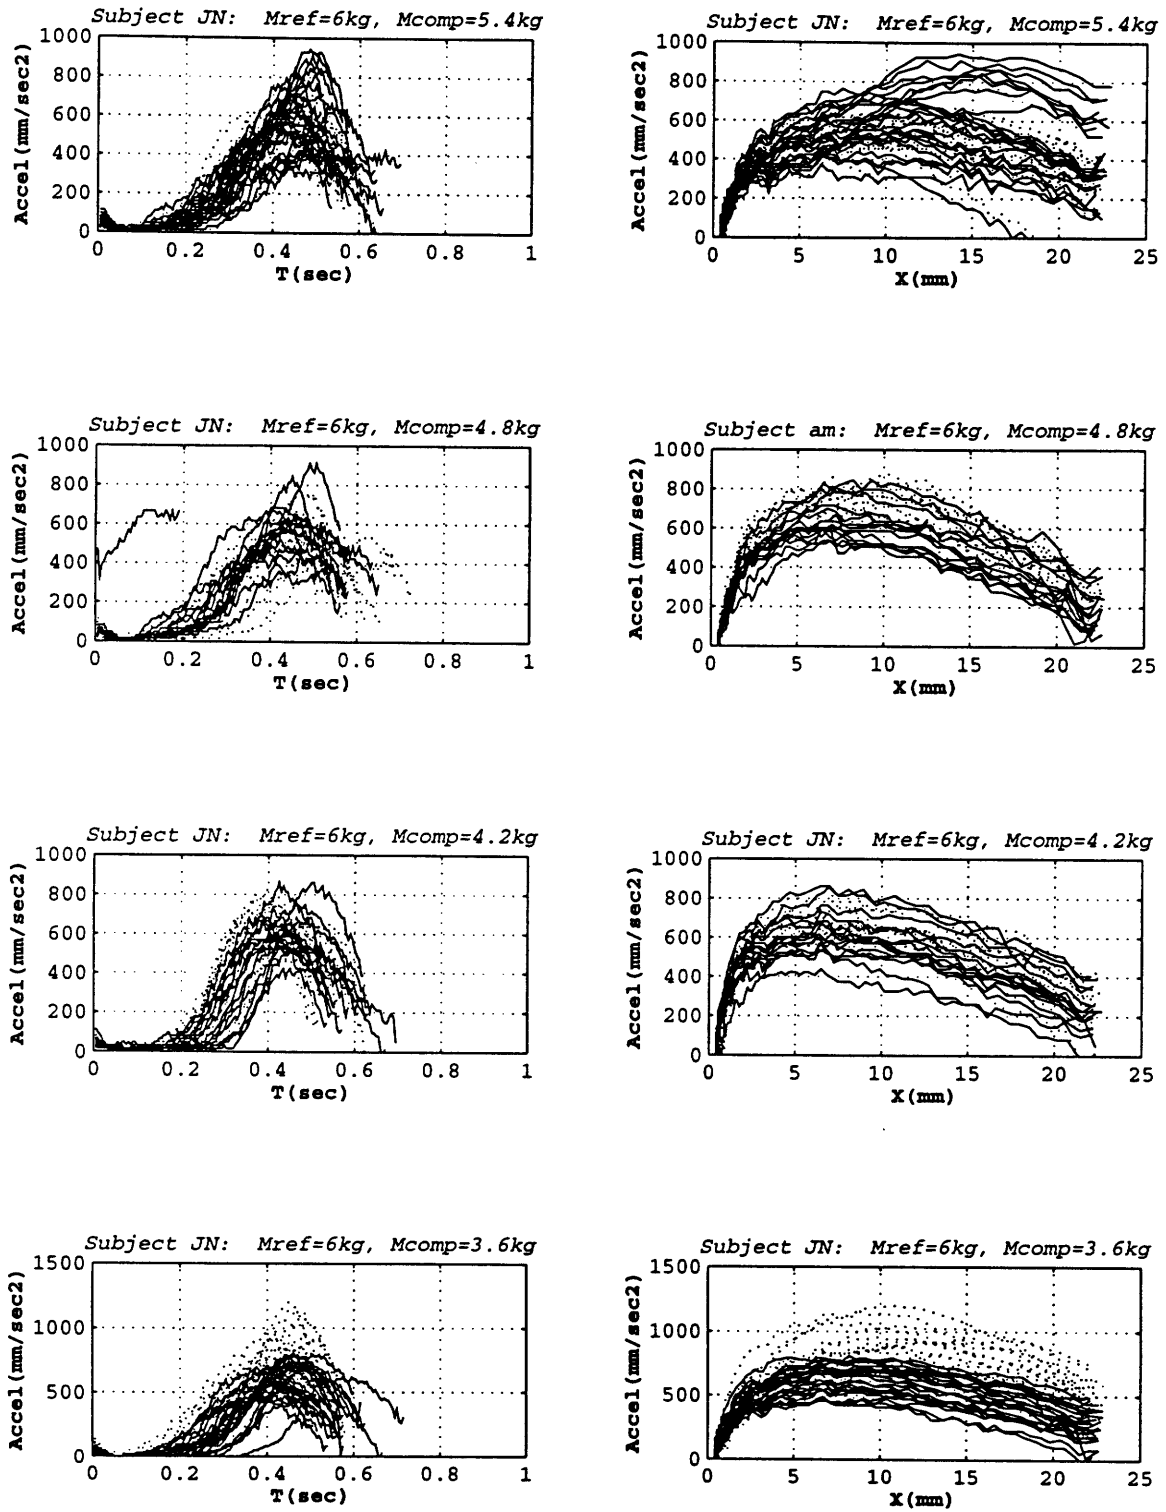 Subject JN: Mref=6kg, Mcomp=5.4kg
1000
800
600
400
200
0
Accel(mm/sec2)
0 0.2 0.4 0.6 0.8 1
T(sec)
Subject JN: Mref=6kg, Mcomp=5.4kg
1000
800
600
400
200
0
Accel(mm/sec2)
0 5 10 15 20 25
X(mm)
Subject JN: Mref=6kg, Mcomp=4.8kg
1000
800
600
400
200
0
Accel(mm/sec2)
0 0.2 0.4 0.6 0.8 1
T(sec)
Subject am: Mref=6kg, Mcomp=4.8kg
1000
800
600
400
200
0
Accel(mm/sec2)
0 5 10 15 20 25
X(mm)
Subject JN: Mref=6kg, Mcomp=4.2kg
1000
800
600
400
200
0
Accel(mm/sec2)
0 0.2 0.4 0.6 0.8 1
T(sec)
Subject JN: Mref=6kg, Mcomp=4.2kg
1000
800
600
400
200
0
Accel(mm/sec2)
0 5 10 15 20 25
X(mm)
Subject JN: Mref=6kg, Mcomp=3.6kg
1500
1000
500
0
Accel(mm/sec2)
0 0.2 0.4 0.6 0.8 1
T(sec)
Subject JN: Mref=6kg, Mcomp=3.6kg
1500
1000
500
0
Accel(mm/sec2)
0 5 10 15 20 25
X(mm)